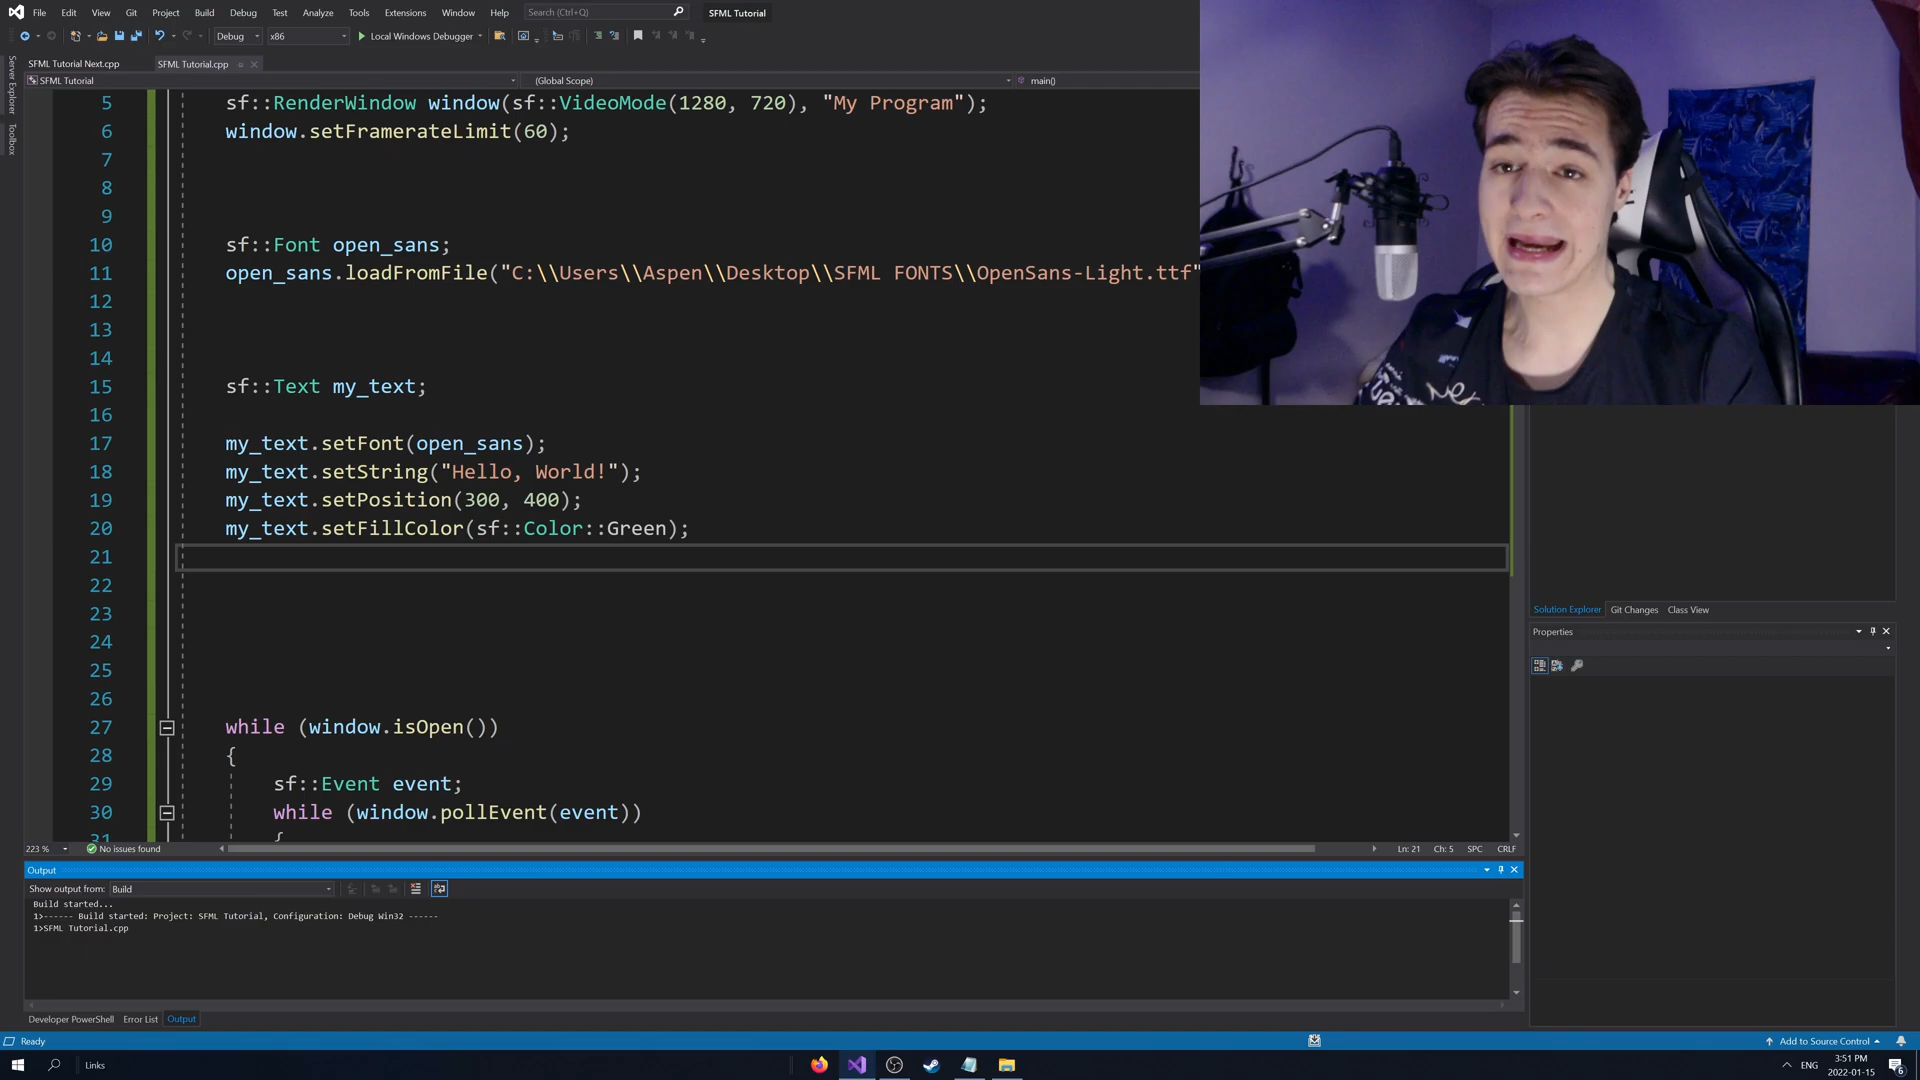 File Edit View Git Project Build Debug Test Analyze Tools Extensions Window Help Search (Ctrl+Q) SFML Tutorial
Debug x86 Local Windows Debugger
SFML Tutorial Next.cpp SFML Tutorial.cpp
SFML Tutorial (Global Scope) main()
Server Explorer
Toolbox
5 sf::RenderWindow window(sf::VideoMode(1280, 720), "My Program");
6 window.setFramerateLimit(60);
7
8
9
10 sf::Font open_sans;
11 open_sans.loadFromFile("C:\\Users\\Aspen\\Desktop\\SFML FONTS\\OpenSans-Light.ttf"
12
13
14
15 sf::Text my_text;
16
17 my_text.setFont(open_sans);
18 my_text.setString("Hello, World!");
19 my_text.setPosition(300, 400);
20 my_text.setFillColor(sf::Color::Green);
21
22
23
24
25
26
27 while (window.isOpen())
28 {
29 sf::Event event;
30 while (window.pollEvent(event))
31 {
223 % No issues found Ln: 21 Ch: 5 SPC CRLF
Solution Explorer Git Changes Class View
Properties
Output
Show output from: Build
Build started...
1>------ Build started: Project: SFML Tutorial, Configuration: Debug Win32 ------
1>SFML Tutorial.cpp
Developer PowerShell Error List Output
Ready Add to Source Control
Links ENG 3:51 PM
2022-01-15 6